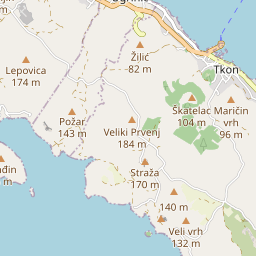 Žilić
82 m
Lepovica
174 m
Tkon
Škatelac
104 m
Maričin
vrh
96 m
Požar
143 m
Veliki Prvenj
184 m
Straža
170 m
140 m
Veli vrh
132 m